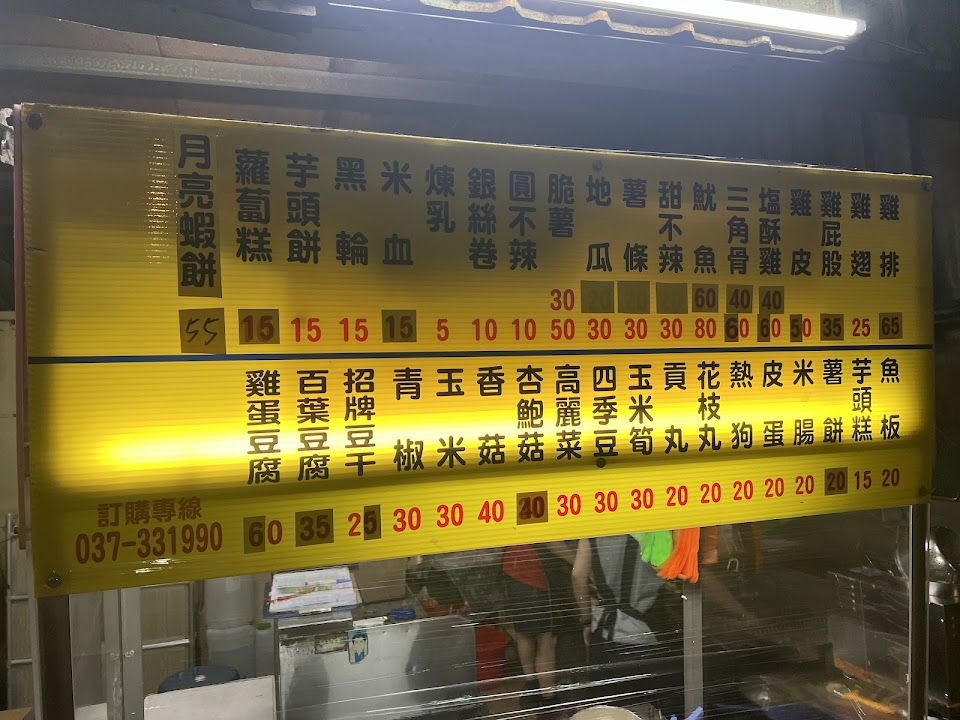 雞排 65
雞翅 25
雞屁股 35
雞皮 50
塩酥雞 40 60
三角骨 40 60
魷魚 60 80
甜不辣 20 30
薯條 20 30
地瓜 20 30
脆薯 30 50
圓不辣 10
銀絲卷 10
煉乳 5
米血 15
黑輪 15
芋頭餅 15
蘿蔔糕 15
月亮蝦餅 55
魚板 20
芋頭糕 15
薯餅 20
米腸 20
皮蛋 20
熱狗 20
花枝丸 20
貢丸 20
玉米筍 30
四季豆 30
高麗菜 30
杏鮑菇 40
香菇 40
玉米 30
青椒 30
招牌豆干 25
百葉豆腐 35
雞蛋豆腐 60
訂購專線
037-331990